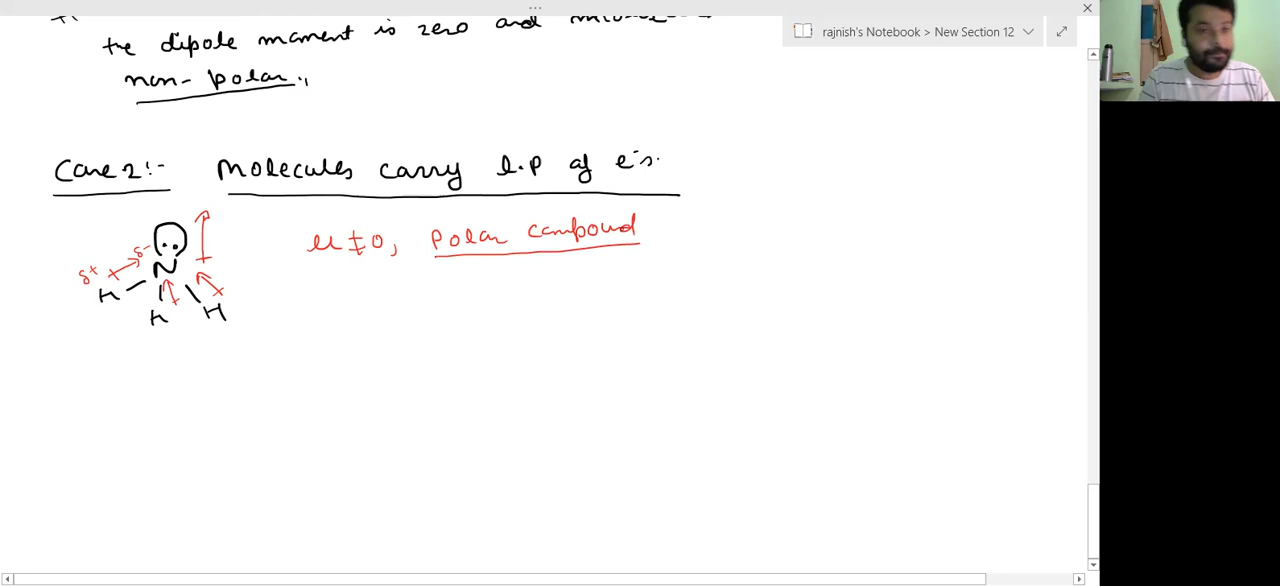 the dipole moment is zero and
non-polar.
rajnish's Notebook > New Section 12
Case 2:- Molecules carry l.p of e⁻s.
δ+ δ- N H H H
μ ≠ 0, Polar compound